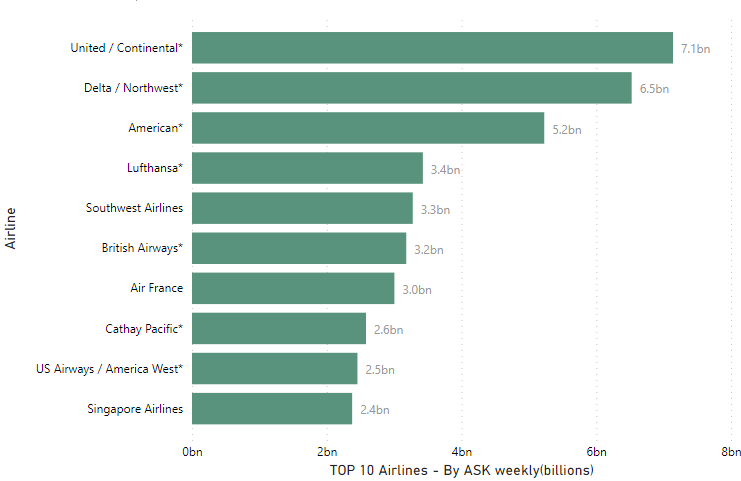 United / Continental* 7.1bn
Delta / Northwest* 6.5bn
American* 5.2bn
Lufthansa* 3.4bn
Southwest Airlines 3.3bn
British Airways* 3.2bn
Air France 3.0bn
Cathay Pacific* 2.6bn
US Airways / America West* 2.5bn
Singapore Airlines 2.4bn
Airline
0bn 2bn 4bn 6bn 8bn
TOP 10 Airlines - By ASK weekly(billions)